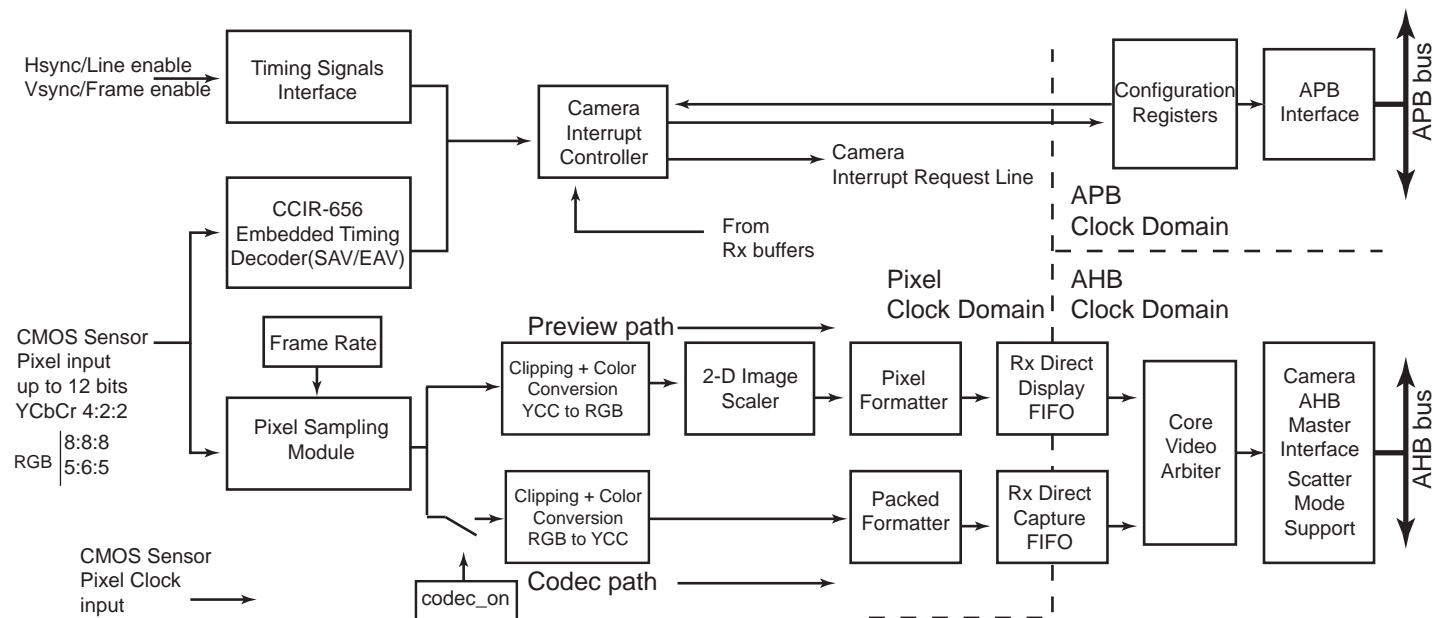 Hsync/Line enable
Vsync/Frame enable
Timing Signals
Interface
Camera
Interrupt
Controller
Configuration
Registers
APB
Interface
APB bus
Camera
Interrupt Request Line
APB
Clock Domain
CCIR-656
Embedded Timing
Decoder(SAV/EAV)
From
Rx buffers
Pixel
Clock Domain
AHB
Clock Domain
CMOS Sensor
Pixel input
up to 12 bits
YCbCr 4:2:2
RGB
8:8:8
5:6:5
Frame Rate
Pixel Sampling
Module
Preview path
Clipping + Color
Conversion
YCC to RGB
2-D Image
Scaler
Pixel
Formatter
Rx Direct
Display
FIFO
Core
Video
Arbiter
Camera
AHB
Master
Interface
Scatter
Mode
Support
AHB bus
Clipping + Color
Conversion
RGB to YCC
Packed
Formatter
Rx Direct
Capture
FIFO
CMOS Sensor
Pixel Clock
input
codec_on
Codec path